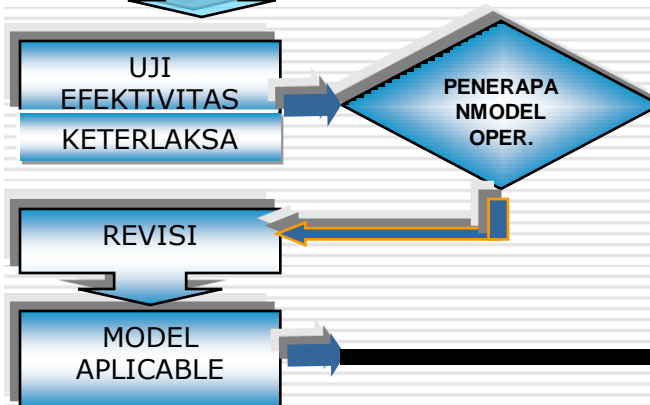 UJI
EFEKTIVITAS
KETERLAKSA
PENERAPA
NMODEL
OPER.
REVISI
MODEL
APLICABLE